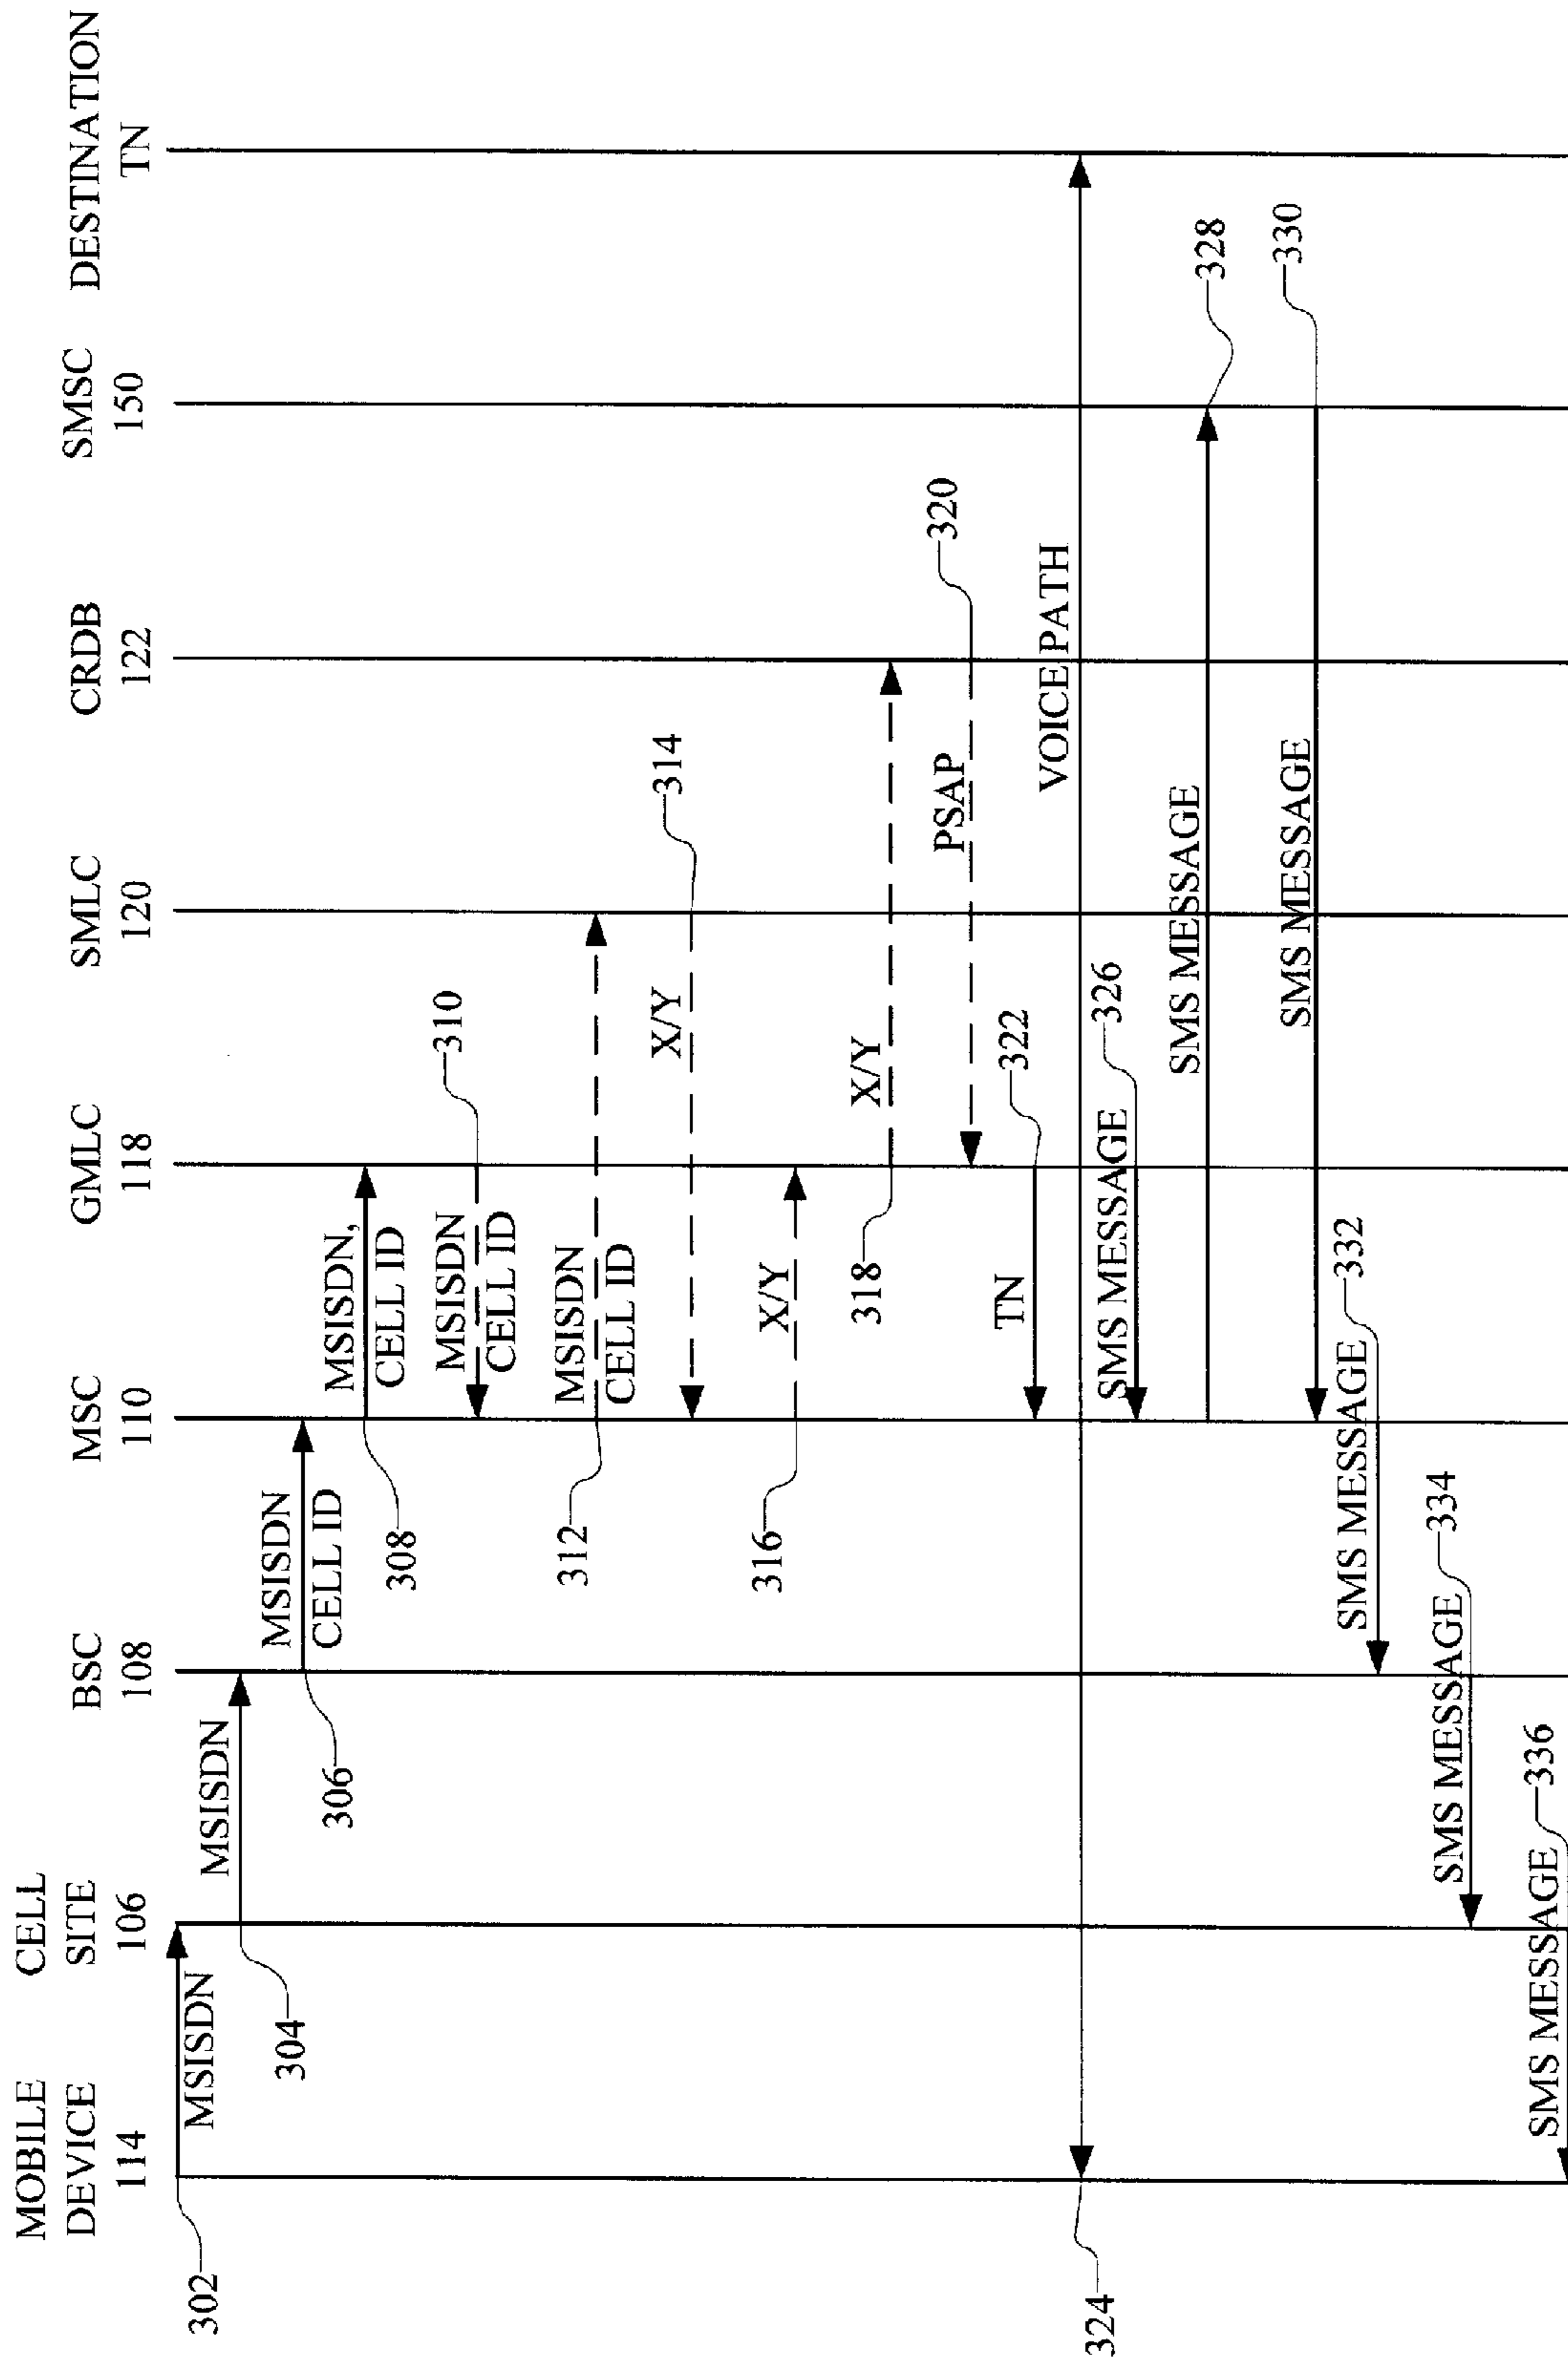 MOBILE
DEVICE
114
CELL
SITE
106
BSC
108
MSC
110
GMLC
118
SMLC
120
CRDB
122
SMSC
150
DESTINATION
TN
302
MSISDN
304
MSISDN
306
MSISDN
CELL ID
308
MSISDN,
CELL ID
310
MSISDN
CELL ID
312
MSISDN
CELL ID
314
X/Y
316
X/Y
318
X/Y
320
PSAP
322
TN
324
VOICE PATH
326
SMS MESSAGE
328
SMS MESSAGE
330
SMS MESSAGE
332
SMS MESSAGE
334
SMS MESSAGE
336
SMS MESSAGE